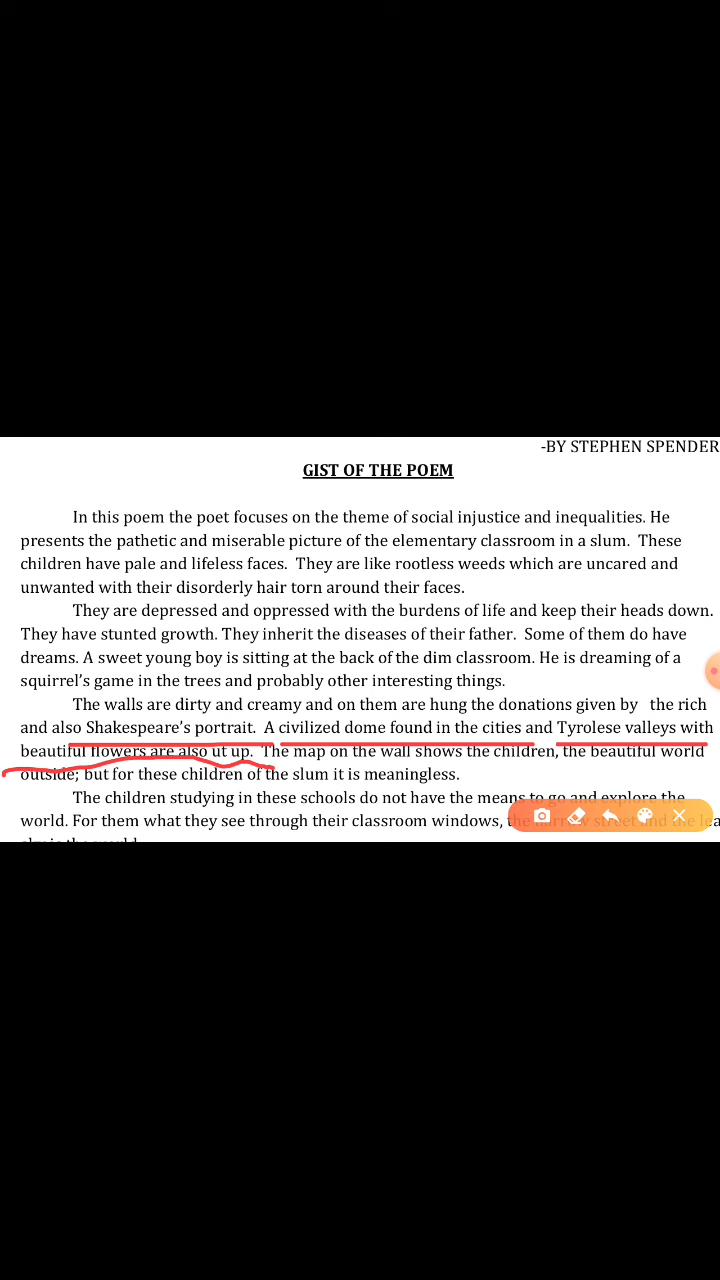 -BY STEPHEN SPENDER
GIST OF THE POEM
In this poem the poet focuses on the theme of social injustice and inequalities. He
presents the pathetic and miserable picture of the elementary classroom in a slum. These
children have pale and lifeless faces. They are like rootless weeds which are uncared and
unwanted with their disorderly hair torn around their faces.
They are depressed and oppressed with the burdens of life and keep their heads down.
They have stunted growth. They inherit the diseases of their father. Some of them do have
dreams. A sweet young boy is sitting at the back of the dim classroom. He is dreaming of a
squirrel's game in the trees and probably other interesting things.
The walls are dirty and creamy and on them are hung the donations given by the rich
and also Shakespeare's portrait. A civilized dome found in the cities and Tyrolese valleys with
beautiful flowers are also ut up. The map on the wall shows the children, the beautiful world
outside; but for these children of the slum it is meaningless.
The children studying in these schools do not have the means to go and explore the
world. For them what they see through their classroom windows, the narrow street and the lea